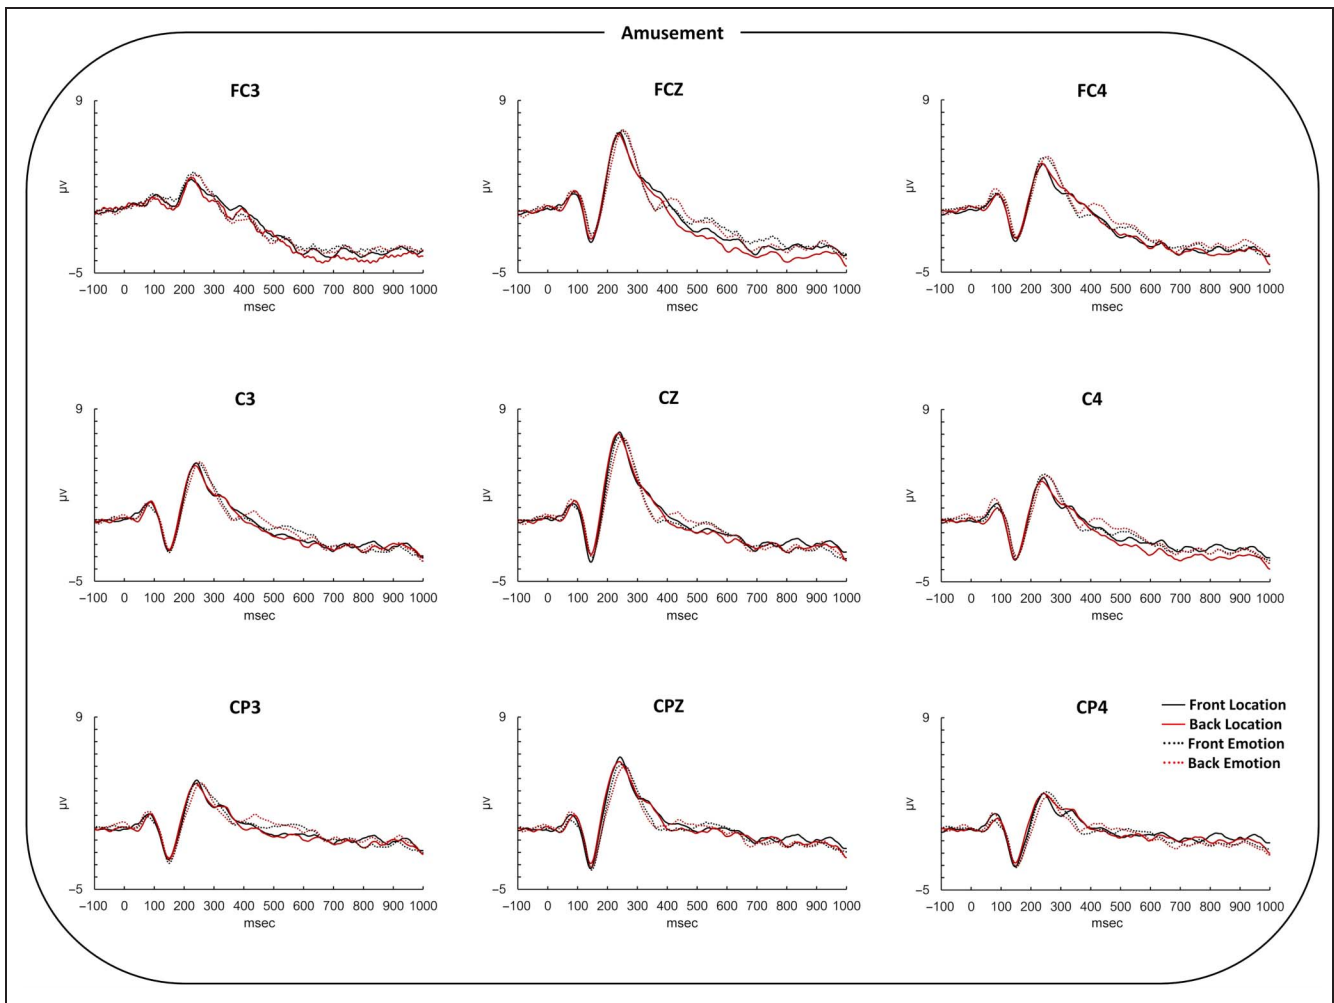 Amusement
FC3 FCZ FC4
9 9 9
μv μv μv
−5 −5 −5
−100 0 100 200 300 400 500 600 700 800 900 1000 −100 0 100 200 300 400 500 600 700 800 900 1000 −100 0 100 200 300 400 500 600 700 800 900 1000
msec msec msec
C3 CZ C4
9 9 9
μv μv μv
−5 −5 −5
−100 0 100 200 300 400 500 600 700 800 900 1000 −100 0 100 200 300 400 500 600 700 800 900 1000 −100 0 100 200 300 400 500 600 700 800 900 1000
msec msec msec
CP3 CPZ CP4
Front Location
9 9 9
Back Location
Front Emotion
Back Emotion
μv μv μv
−5 −5 −5
−100 0 100 200 300 400 500 600 700 800 900 1000 −100 0 100 200 300 400 500 600 700 800 900 1000 −100 0 100 200 300 400 500 600 700 800 900 1000
msec msec msec